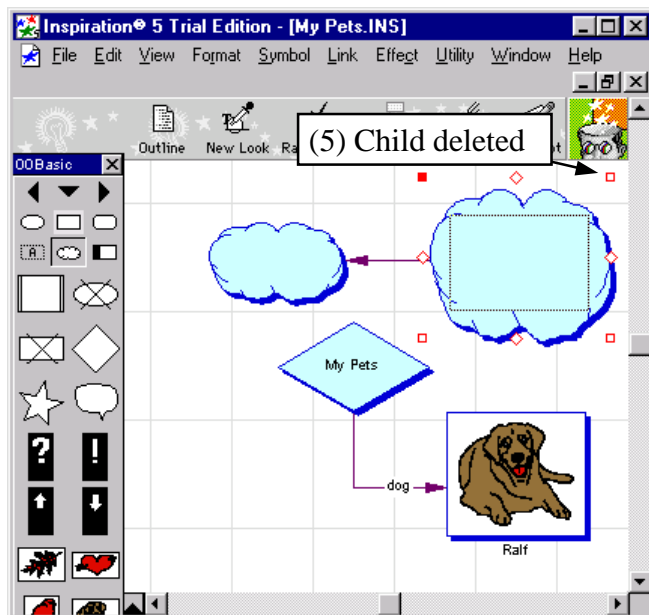 Inspiration® 5 Trial Edition - [My Pets.INS]
File Edit View Format Symbol Link Effect Utility Window Help
(5) Child deleted
Outline New Look
00Basic
A
My Pets
? !
dog
Ralf